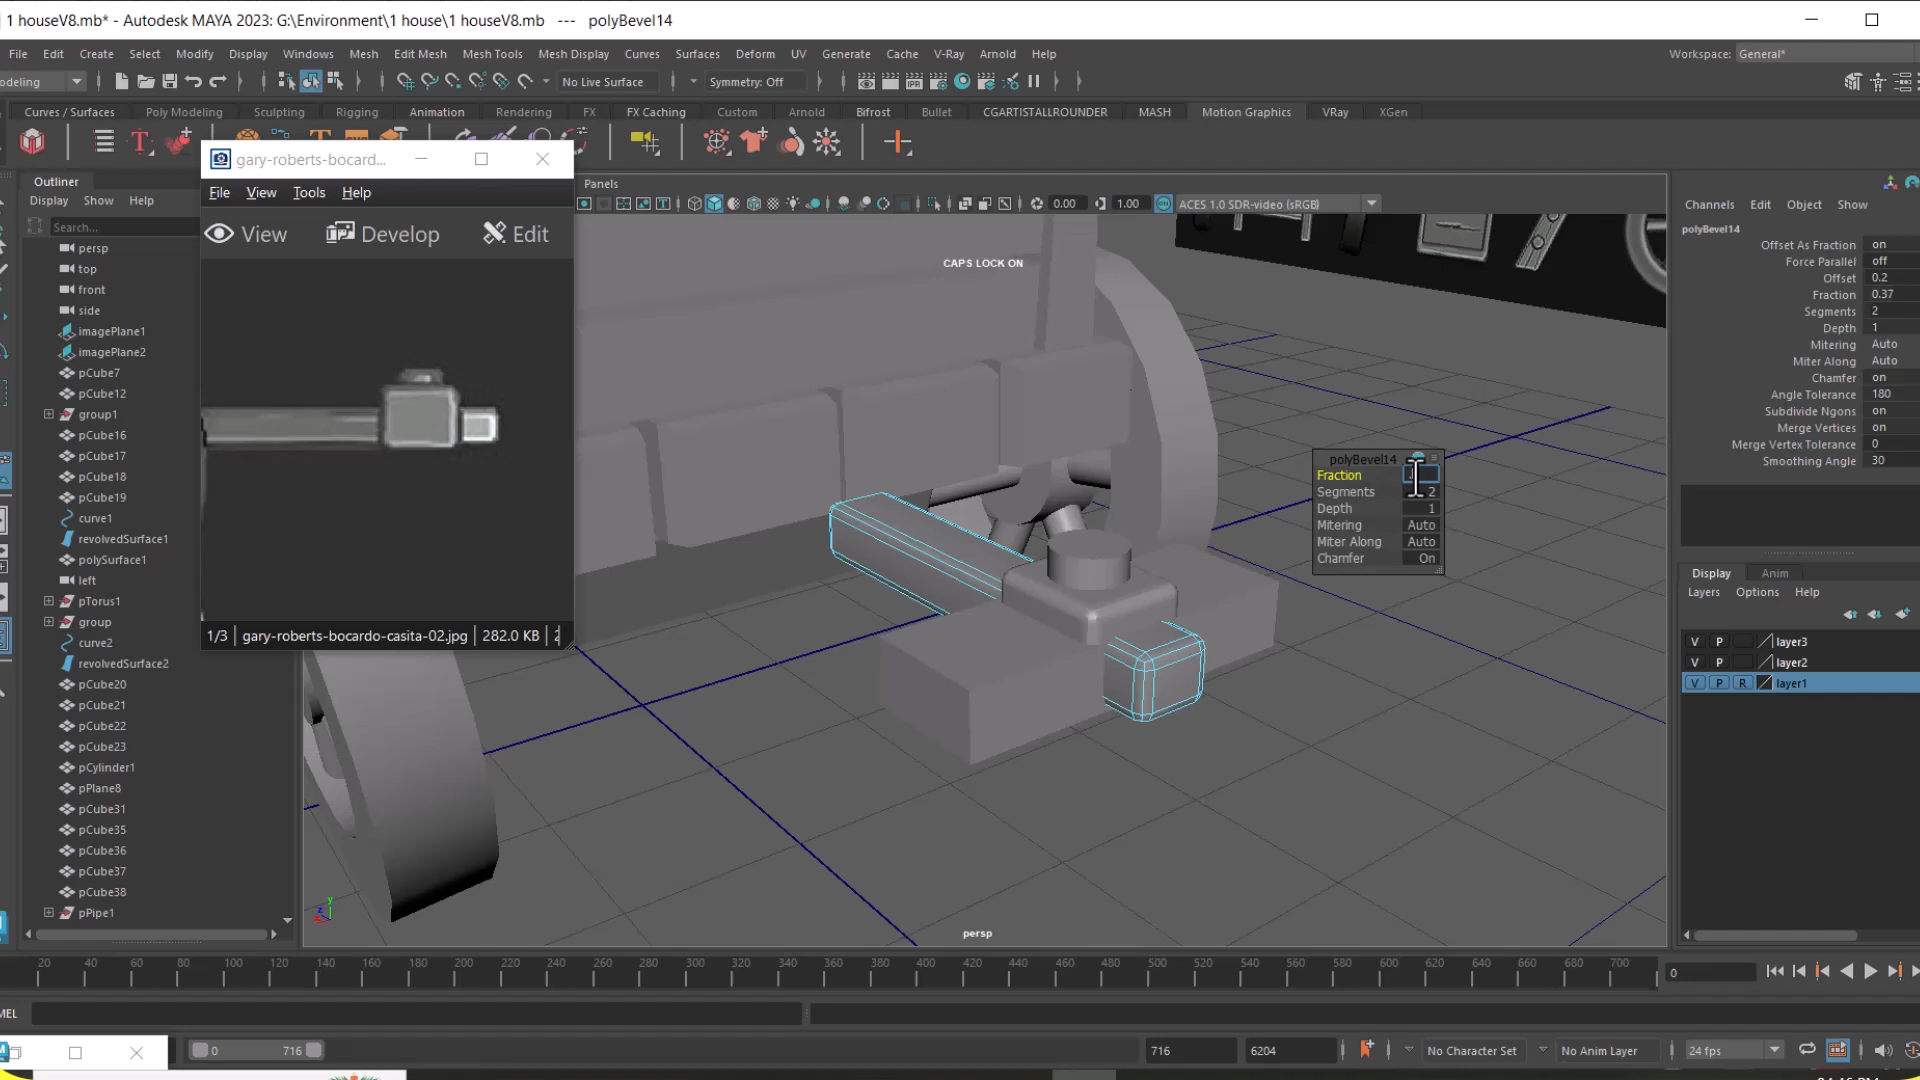 1 houseV8.mb* - Autodesk MAYA 2023: G:\Environment\1 house\1 houseV8.mb --- polyBevel14
File Edit Create Select Modify Display Windows Mesh Edit Mesh Mesh Tools Mesh Display Curves Surfaces Deform UV Generate Cache V-Ray Arnold Help
Workspace: General*
odeling No Live Surface Symmetry: Off
Curves / Surfaces Poly Modeling Sculpting Rigging Animation Rendering FX FX Caching Custom Arnold Bifrost Bullet CGARTISTALLROUNDER MASH Motion Graphics VRay XGen
gary-roberts-bocard...
File View Tools Help
View Develop Edit
1/3 gary-roberts-bocardo-casita-02.jpg 282.0 KB
Outliner
Display Show Help
Search...
persp
top
front
side
imagePlane1
imagePlane2
pCube7
pCube12
group1
pCube16
pCube17
pCube18
pCube19
curve1
revolvedSurface1
polySurface1
left
pTorus1
group
curve2
revolvedSurface2
pCube20
pCube21
pCube22
pCube23
pCylinder1
pPlane8
pCube31
pCube35
pCube36
pCube37
pCube38
pPipe1
Panels
0.00 1.00 ACES 1.0 SDR-video (sRGB)
CAPS LOCK ON
polyBevel14
Fraction
Segments 2
Depth 1
Mitering Auto
Miter Along Auto
Chamfer On
persp
Channels Edit Object Show
polyBevel14
Offset As Fraction on
Force Parallel off
Offset 0.2
Fraction 0.37
Segments 2
Depth 1
Mitering Auto
Miter Along Auto
Chamfer on
Angle Tolerance 180
Subdivide Ngons on
Merge Vertices on
Merge Vertex Tolerance 0
Smoothing Angle 30
Display Anim
Layers Options Help
V P layer3
V P layer2
V P R layer1
20 40 60 80 100 120 140 160 180 200 220 240 260 280 300 320 340 360 380 400 420 440 460 480 500 520 540 560 580 600 620 640 660 680 700
0
MEL
0 716 716 6204 No Character Set No Anim Layer 24 fps